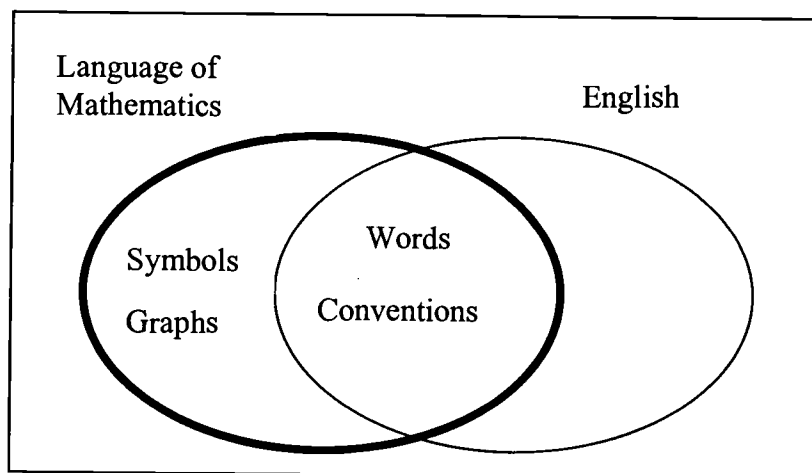 Language of
Mathematics
English
Symbols
Graphs
Words
Conventions